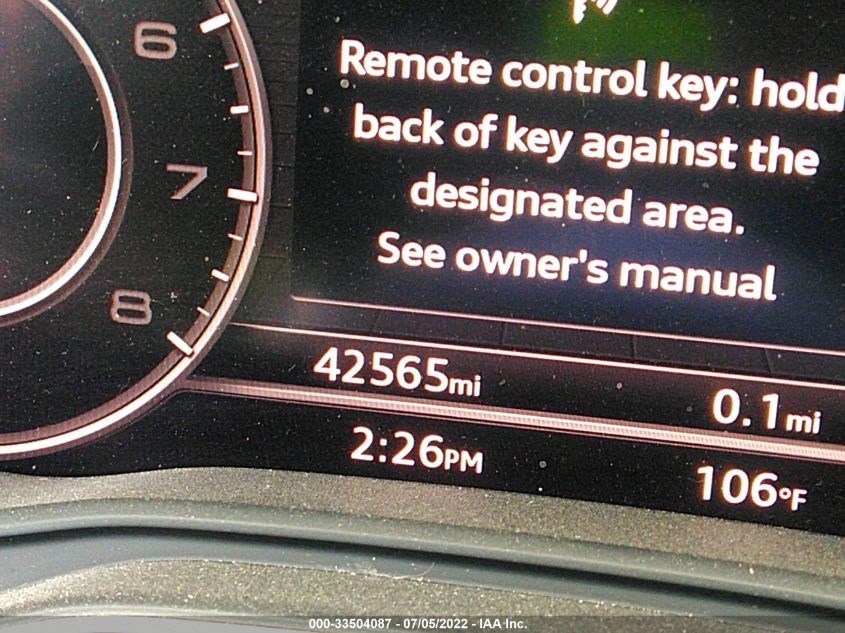 6
7
8
Remote control key: hold
back of key against the
designated area.
See owner's manual
42565mi
0.1mi
2:26PM
106°F
000-33504087 - 07/05/2022 - IAA Inc.